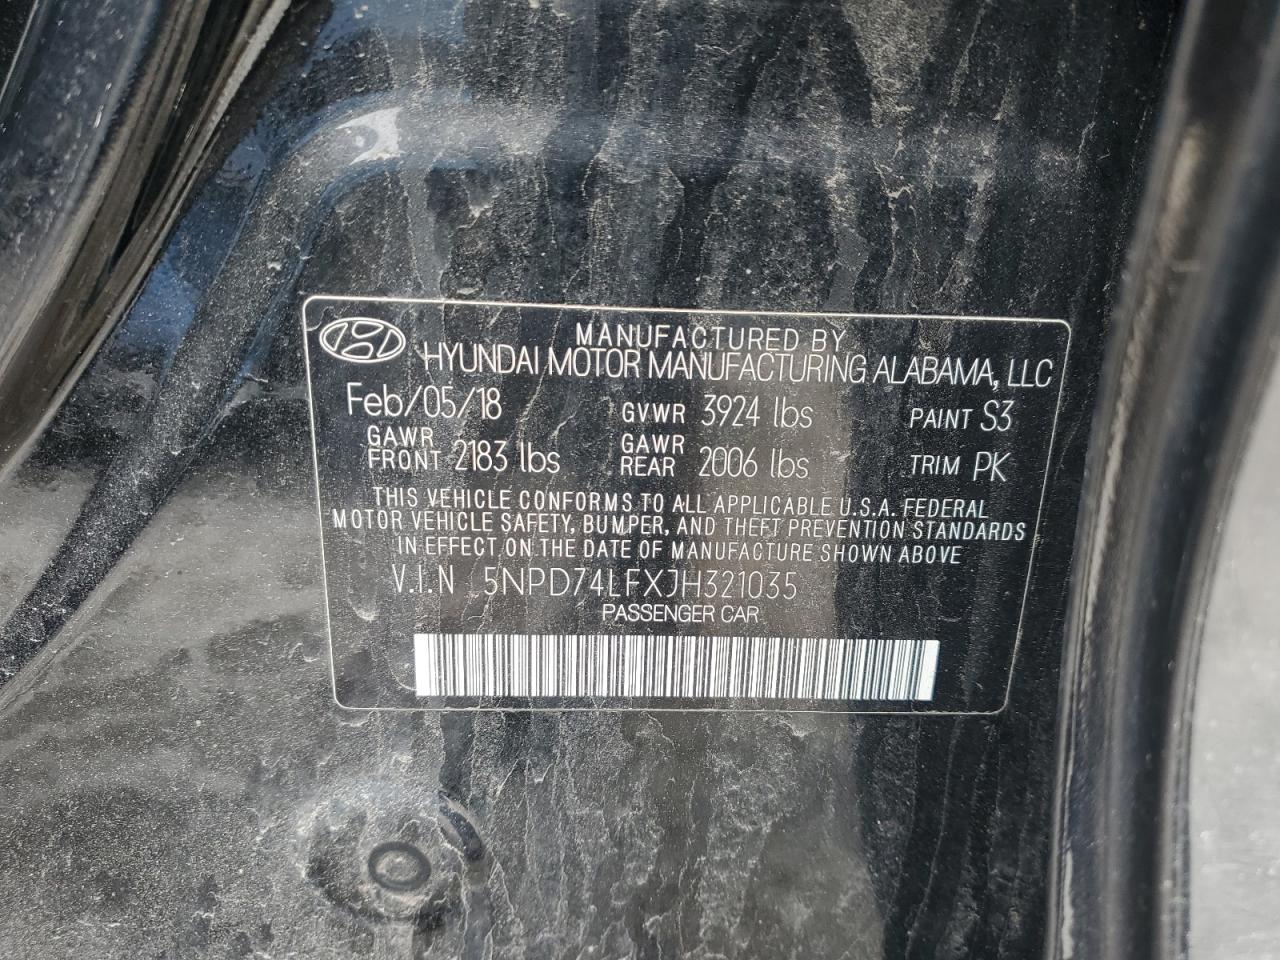 MANUFACTURED BY
HYUNDAI MOTOR MANUFACTURING ALABAMA, LLC
Feb/05/18 GVWR 3924 lbs PAINT S3
GAWR FRONT 2183 lbs GAWR REAR 2006 lbs TRIM PK
THIS VEHICLE CONFORMS TO ALL APPLICABLE U.S.A. FEDERAL
MOTOR VEHICLE SAFETY, BUMPER, AND THEFT PREVENTION STANDARDS
IN EFFECT ON THE DATE OF MANUFACTURE SHOWN ABOVE
V.I.N 5NPD74LFXJH321035
PASSENGER CAR